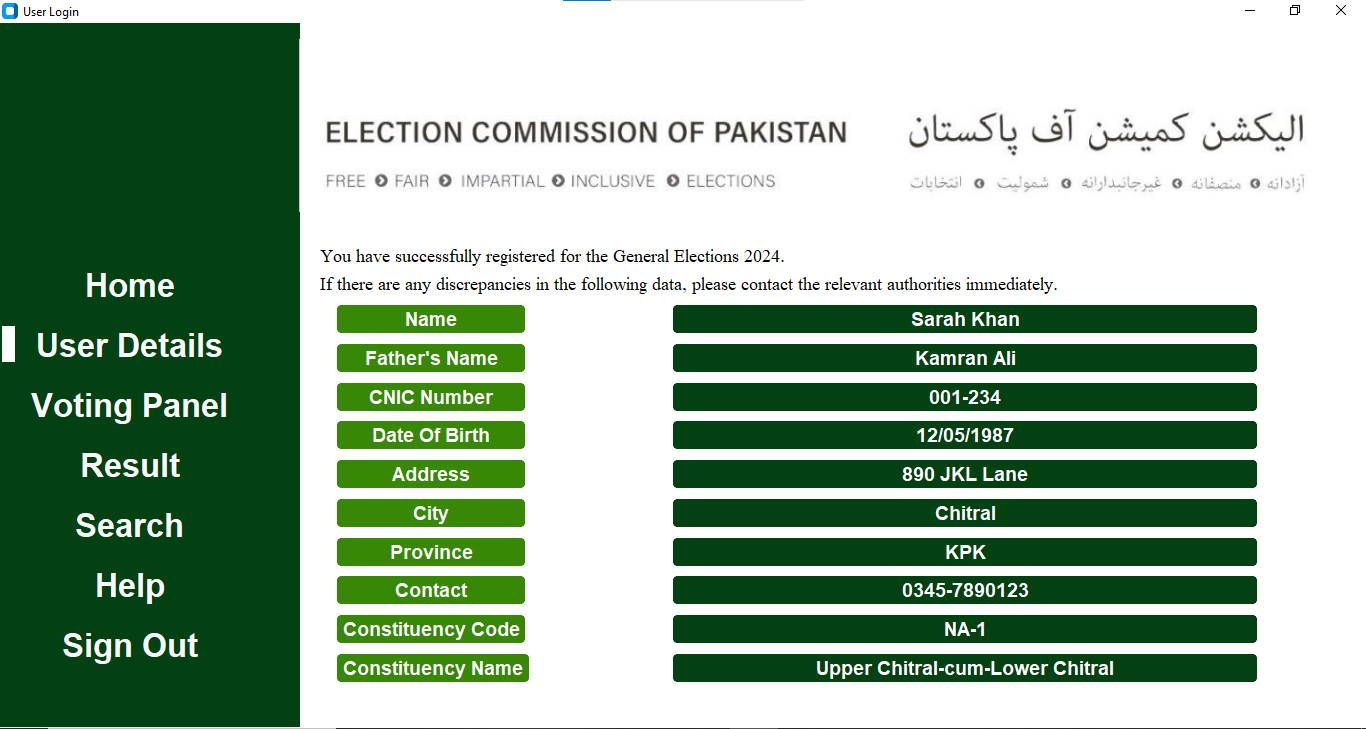 User Login
ELECTION COMMISSION OF PAKISTAN
الیکشن کمیشن آف پاکستان
FREE FAIR IMPARTIAL INCLUSIVE ELECTIONS
آزادانہ منصفانہ غیرجانبدارانہ شمولیت انتخابات
Home
User Details
Voting Panel
Result
Search
Help
Sign Out
You have successfully registered for the General Elections 2024.
If there are any discrepancies in the following data, please contact the relevant authorities immediately.
Name Sarah Khan
Father's Name Kamran Ali
CNIC Number 001-234
Date Of Birth 12/05/1987
Address 890 JKL Lane
City Chitral
Province KPK
Contact 0345-7890123
Constituency Code NA-1
Constituency Name Upper Chitral-cum-Lower Chitral